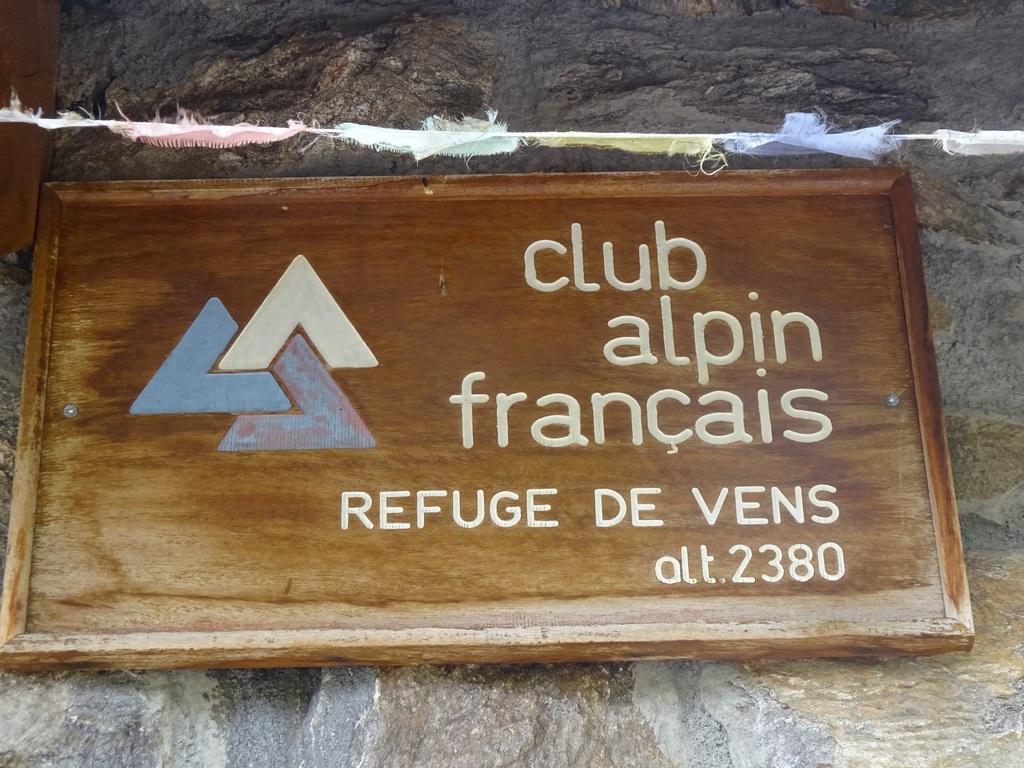 club
alpin
français
REFUGE DE VENS
alt.2380